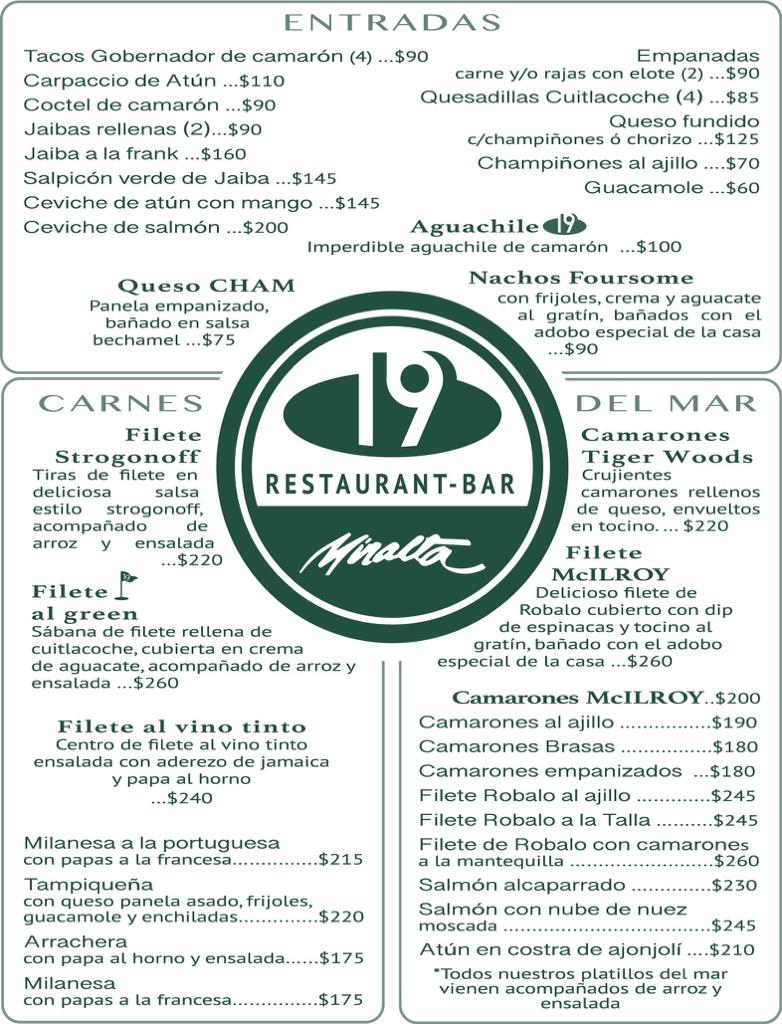 ENTRADAS
Tacos Gobernador de camarón (4) ...$90
Carpaccio de Atún ...$110
Coctel de camarón ...$90
Jaibas rellenas (2)...$90
Jaiba a la frank ...$160
Salpicón verde de Jaiba ...$145
Ceviche de atún con mango ...$145
Ceviche de salmón ...$200
Empanadas
carne y/o rajas con elote (2) ...$90
Quesadillas Cuitlacoche (4) ...$85
Queso fundido
c/champiñones ó chorizo ...$125
Champiñones al ajillo ....$70
Guacamole ...$60
Aguachile 19
Imperdible aguachile de camarón ...$100
Queso CHAM
Panela empanizado,
bañado en salsa
bechamel ...$75
Nachos Foursome
con frijoles, crema y aguacate
al gratín, bañados con el
adobo especial de la casa
...$90
19
RESTAURANT-BAR
Miralta
CARNES
Filete
Strogonoff
Tiras de filete en
deliciosa salsa
estilo strogonoff,
acompañado de
arroz y ensalada
...$220
Filete
al green
Sábana de filete rellena de
cuitlacoche, cubierta en crema
de aguacate, acompañado de arroz y
ensalada ...$260
Filete al vino tinto
Centro de filete al vino tinto
ensalada con aderezo de jamaica
y papa al horno
...$240
Milanesa a la portuguesa
con papas a la francesa..............$215
Tampiqueña
con queso panela asado, frijoles,
guacamole y enchiladas.............$220
Arrachera
con papa al horno y ensalada......$175
Milanesa
con papas a la francesa..............$175
DEL MAR
Camarones
Tiger Woods
Crujientes
camarones rellenos
de queso, envueltos
en tocino. ... $220
Filete
McILROY
Delicioso filete de
Robalo cubierto con dip
de espinacas y tocino al
gratín, bañado con el adobo
especial de la casa ...$260
Camarones McILROY..$200
Camarones al ajillo ...............$190
Camarones Brasas ...............$180
Camarones empanizados ...$180
Filete Robalo al ajillo ............$245
Filete Robalo a la Talla ..........$245
Filete de Robalo con camarones
a la mantequilla .......................$260
Salmón alcaparrado .............$230
Salmón con nube de nuez
moscada ..................................$245
Atún en costra de ajonjolí ....$210
*Todos nuestros platillos del mar
vienen acompañados de arroz y
ensalada